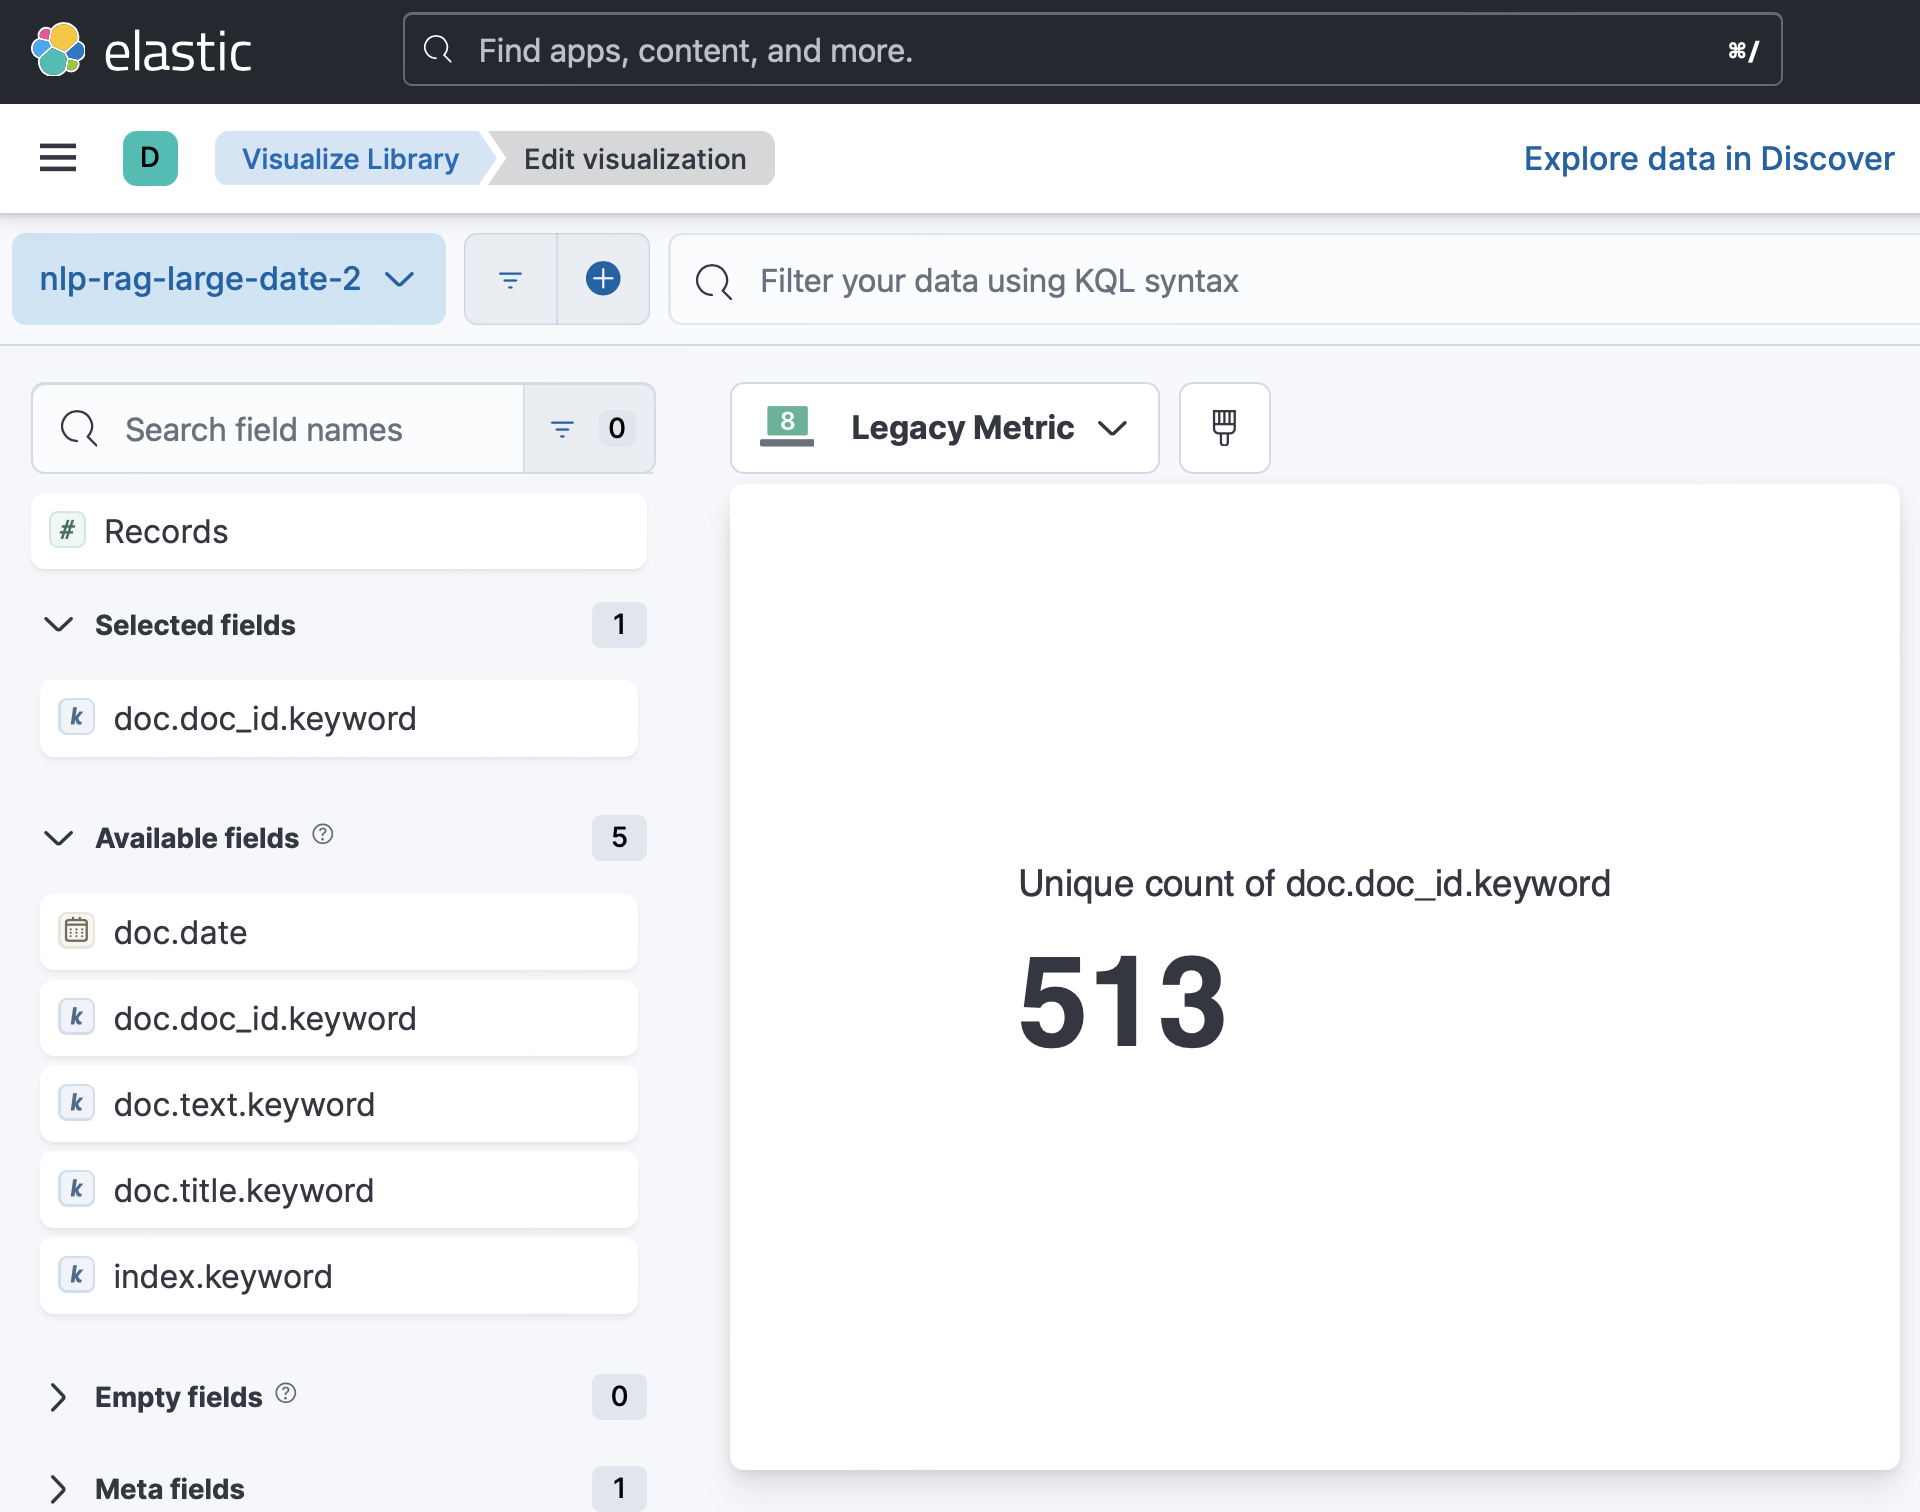 elastic
Find apps, content, and more.
⌘/
D
Visualize Library
Edit visualization
Explore data in Discover
nlp-rag-large-date-2
Filter your data using KQL syntax
Search field names
0
8
Legacy Metric
# Records
Selected fields
1
k doc.doc_id.keyword
Available fields ?
5
doc.date
k doc.doc_id.keyword
k doc.text.keyword
k doc.title.keyword
k index.keyword
Empty fields ?
0
Meta fields
1
Unique count of doc.doc_id.keyword
513